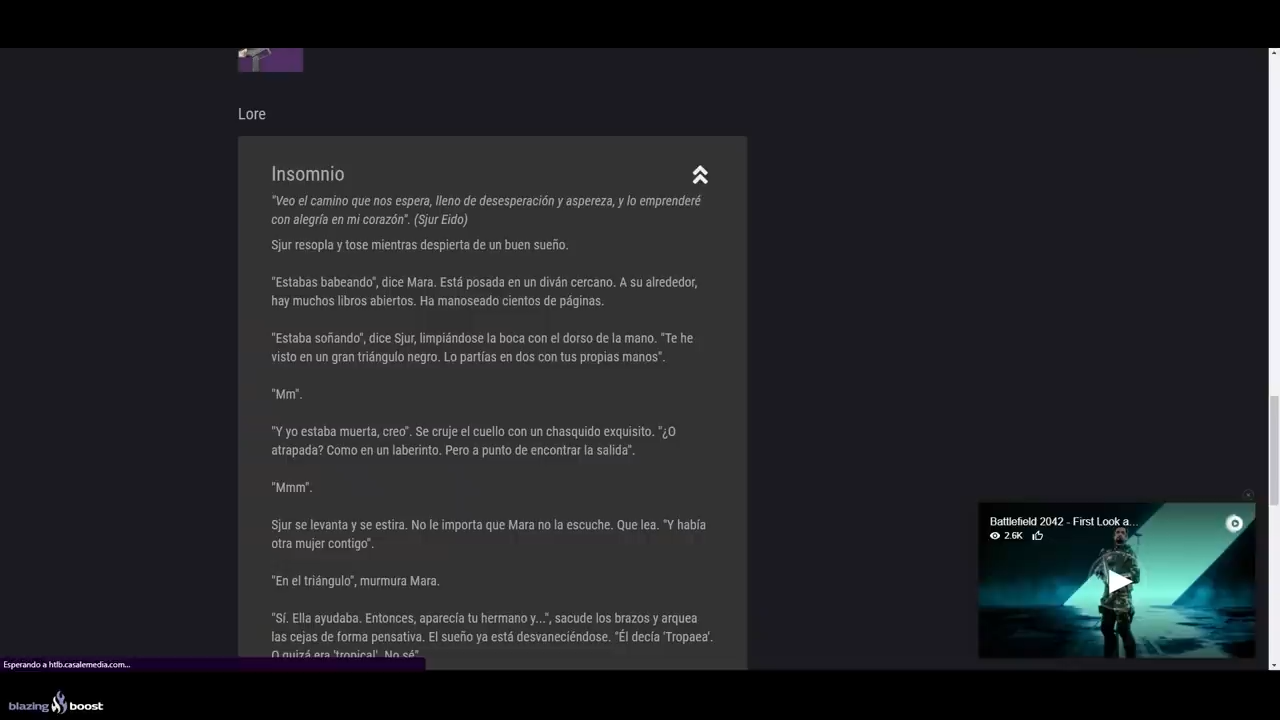 Lore
Insomnio
"Veo el camino que nos espera, lleno de desesperación y aspereza, y lo emprenderé
con alegría en mi corazón". (Sjur Eido)
Sjur resopla y tose mientras despierta de un buen sueño.
"Estabas babeando", dice Mara. Está posada en un diván cercano. A su alrededor,
hay muchos libros abiertos. Ha manoseado cientos de páginas.
"Estaba soñando", dice Sjur, limpiándose la boca con el dorso de la mano. "Te he
visto en un gran triángulo negro. Lo partías en dos con tus propias manos".
"Mm".
"Y yo estaba muerta, creo". Se cruje el cuello con un chasquido exquisito. "¿O
atrapada? Como en un laberinto. Pero a punto de encontrar la salida".
"Mmm".
Sjur se levanta y se estira. No le importa que Mara no la escuche. Que lea. "Y había
otra mujer contigo".
"En el triángulo", murmura Mara.
"Sí. Ella ayudaba. Entonces, aparecía tu hermano y...", sacude los brazos y arquea
las cejas de forma pensativa. El sueño ya está desvaneciéndose. "Él decía 'Tropaea'.
O quizá era 'tropical'. No sé".
Battlefield 2042 - First Look a...
2.6K
Esperando a htlb.casalemedia.com...
blazing boost